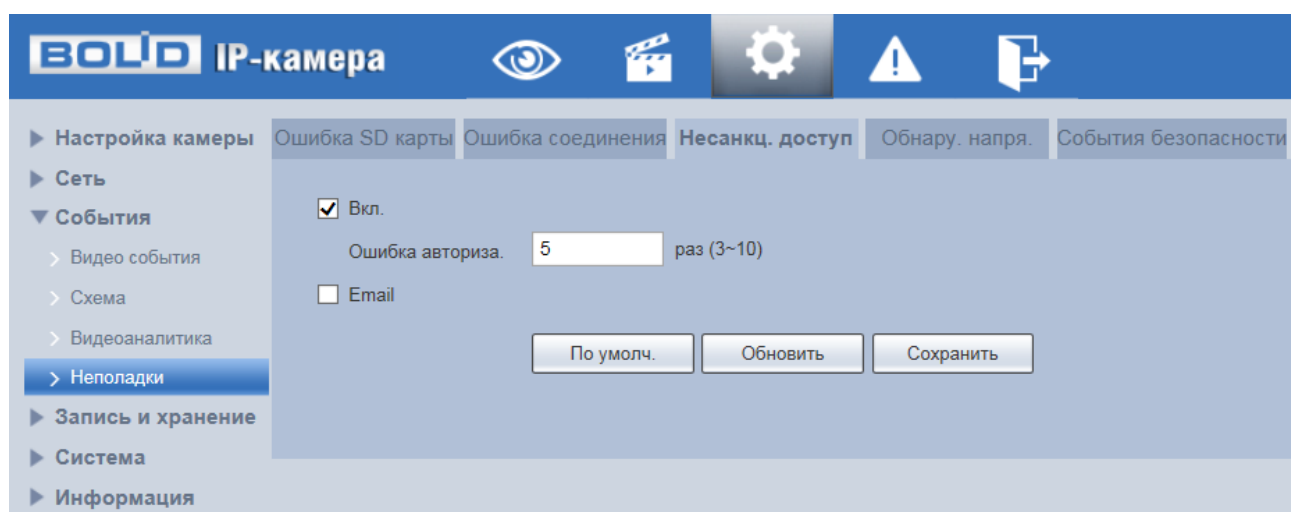 BOLID IP-камера
Настройка камеры
Сеть
События
Видео события
Схема
Видеоаналитика
Неполадки
Запись и хранение
Система
Информация
Ошибка SD карты Ошибка соединения Несанкц. доступ Обнару. напря. События безопасности
Вкл.
Ошибка авториза. 5 раз (3~10)
Email
По умолч. Обновить Сохранить